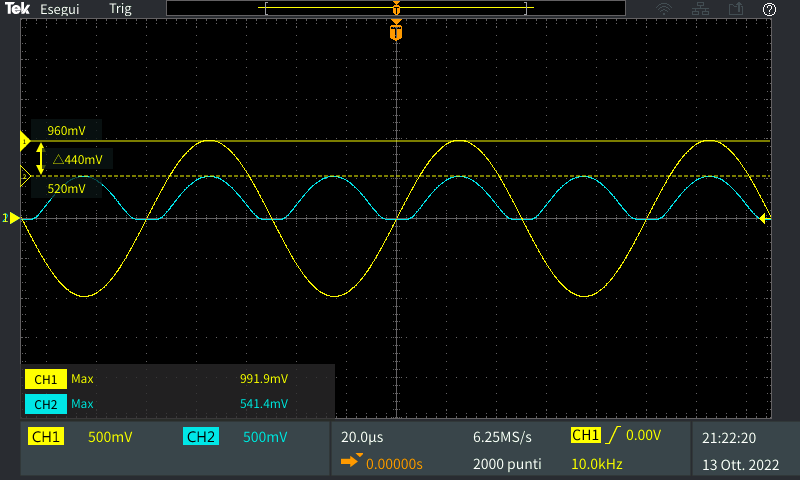 Tek Esegui Trig T ?
T
960mV
1
△440mV
2
520mV
CH1 Max 991.9mV
CH2 Max 541.4mV
CH1 500mV CH2 500mV 20.0µs 6.25MS/s CH1 0.00V 21:22:20
0.00000s 2000 punti 10.0kHz 13 Ott. 2022